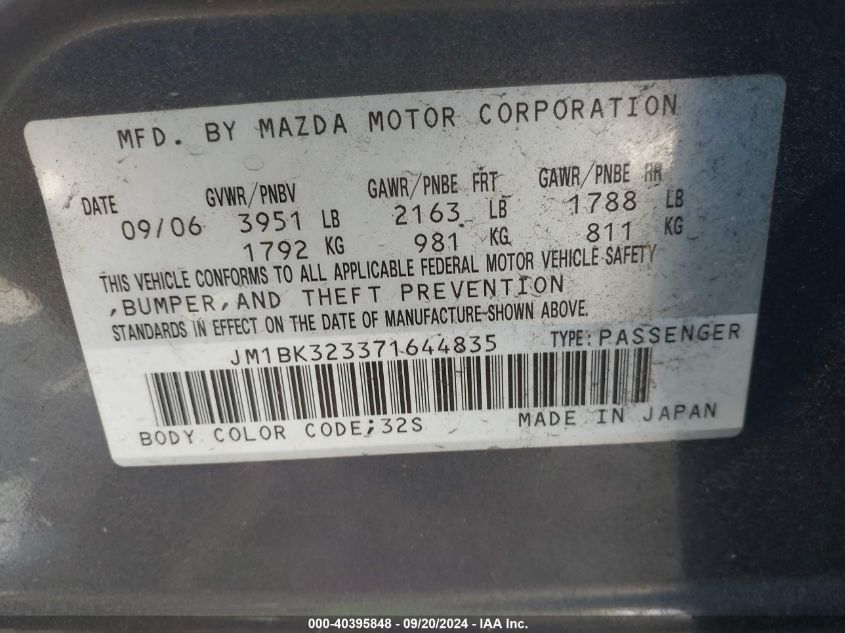 MFD. BY MAZDA MOTOR CORPORATION
DATE GVWR/PNBV GAWR/PNBE FRT GAWR/PNBE RR
09/06 3951 LB 2163 LB 1788 LB
1792 KG 981 KG 811 KG
THIS VEHICLE CONFORMS TO ALL APPLICABLE FEDERAL MOTOR VEHICLE SAFETY
,BUMPER,AND THEFT PREVENTION
STANDARDS IN EFFECT ON THE DATE OF MANUFACTURE SHOWN ABOVE.
JM1BK323371644835 TYPE:PASSENGER
BODY COLOR CODE;32S MADE IN JAPAN
000-40395848 - 09/20/2024 - IAA Inc.